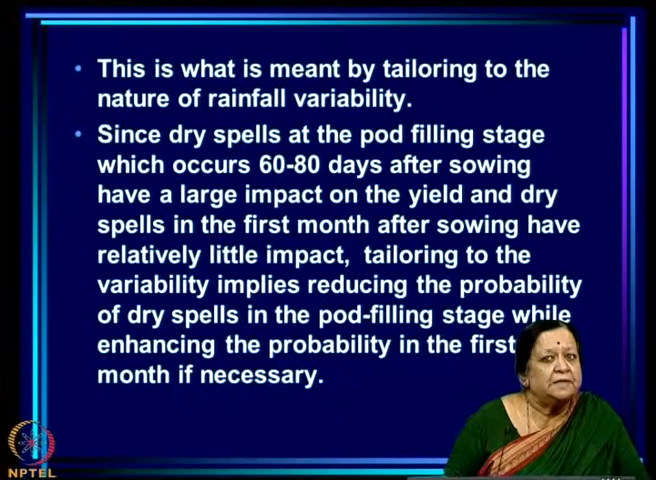 • This is what is meant by tailoring to the
nature of rainfall variability.
• Since dry spells at the pod filling stage
which occurs 60-80 days after sowing
have a large impact on the yield and dry
spells in the first month after sowing have
relatively little impact, tailoring to the
variability implies reducing the probability
of dry spells in the pod-filling stage while
enhancing the probability in the first
month if necessary.
NPTEL